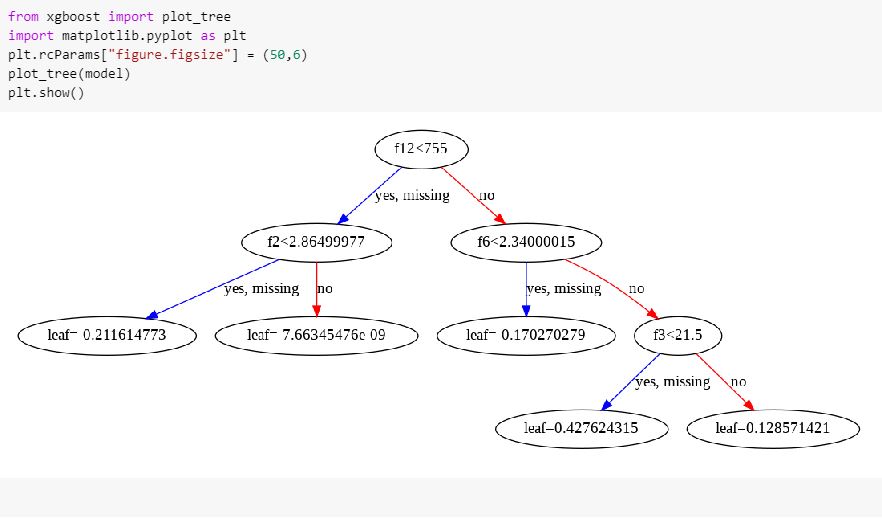 from xgboost import plot_tree
import matplotlib.pyplot as plt
plt.rcParams["figure.figsize"] = (50,6)
plot_tree(model)
plt.show()
f12<755
yes, missing
no
f2<2.86499977
f6<2.34000015
yes, missing
no
yes, missing
no
leaf= 0.211614773
leaf= 7.66345476e 09
leaf= 0.170270279
f3<21.5
yes, missing
no
leaf=0.427624315
leaf=0.128571421